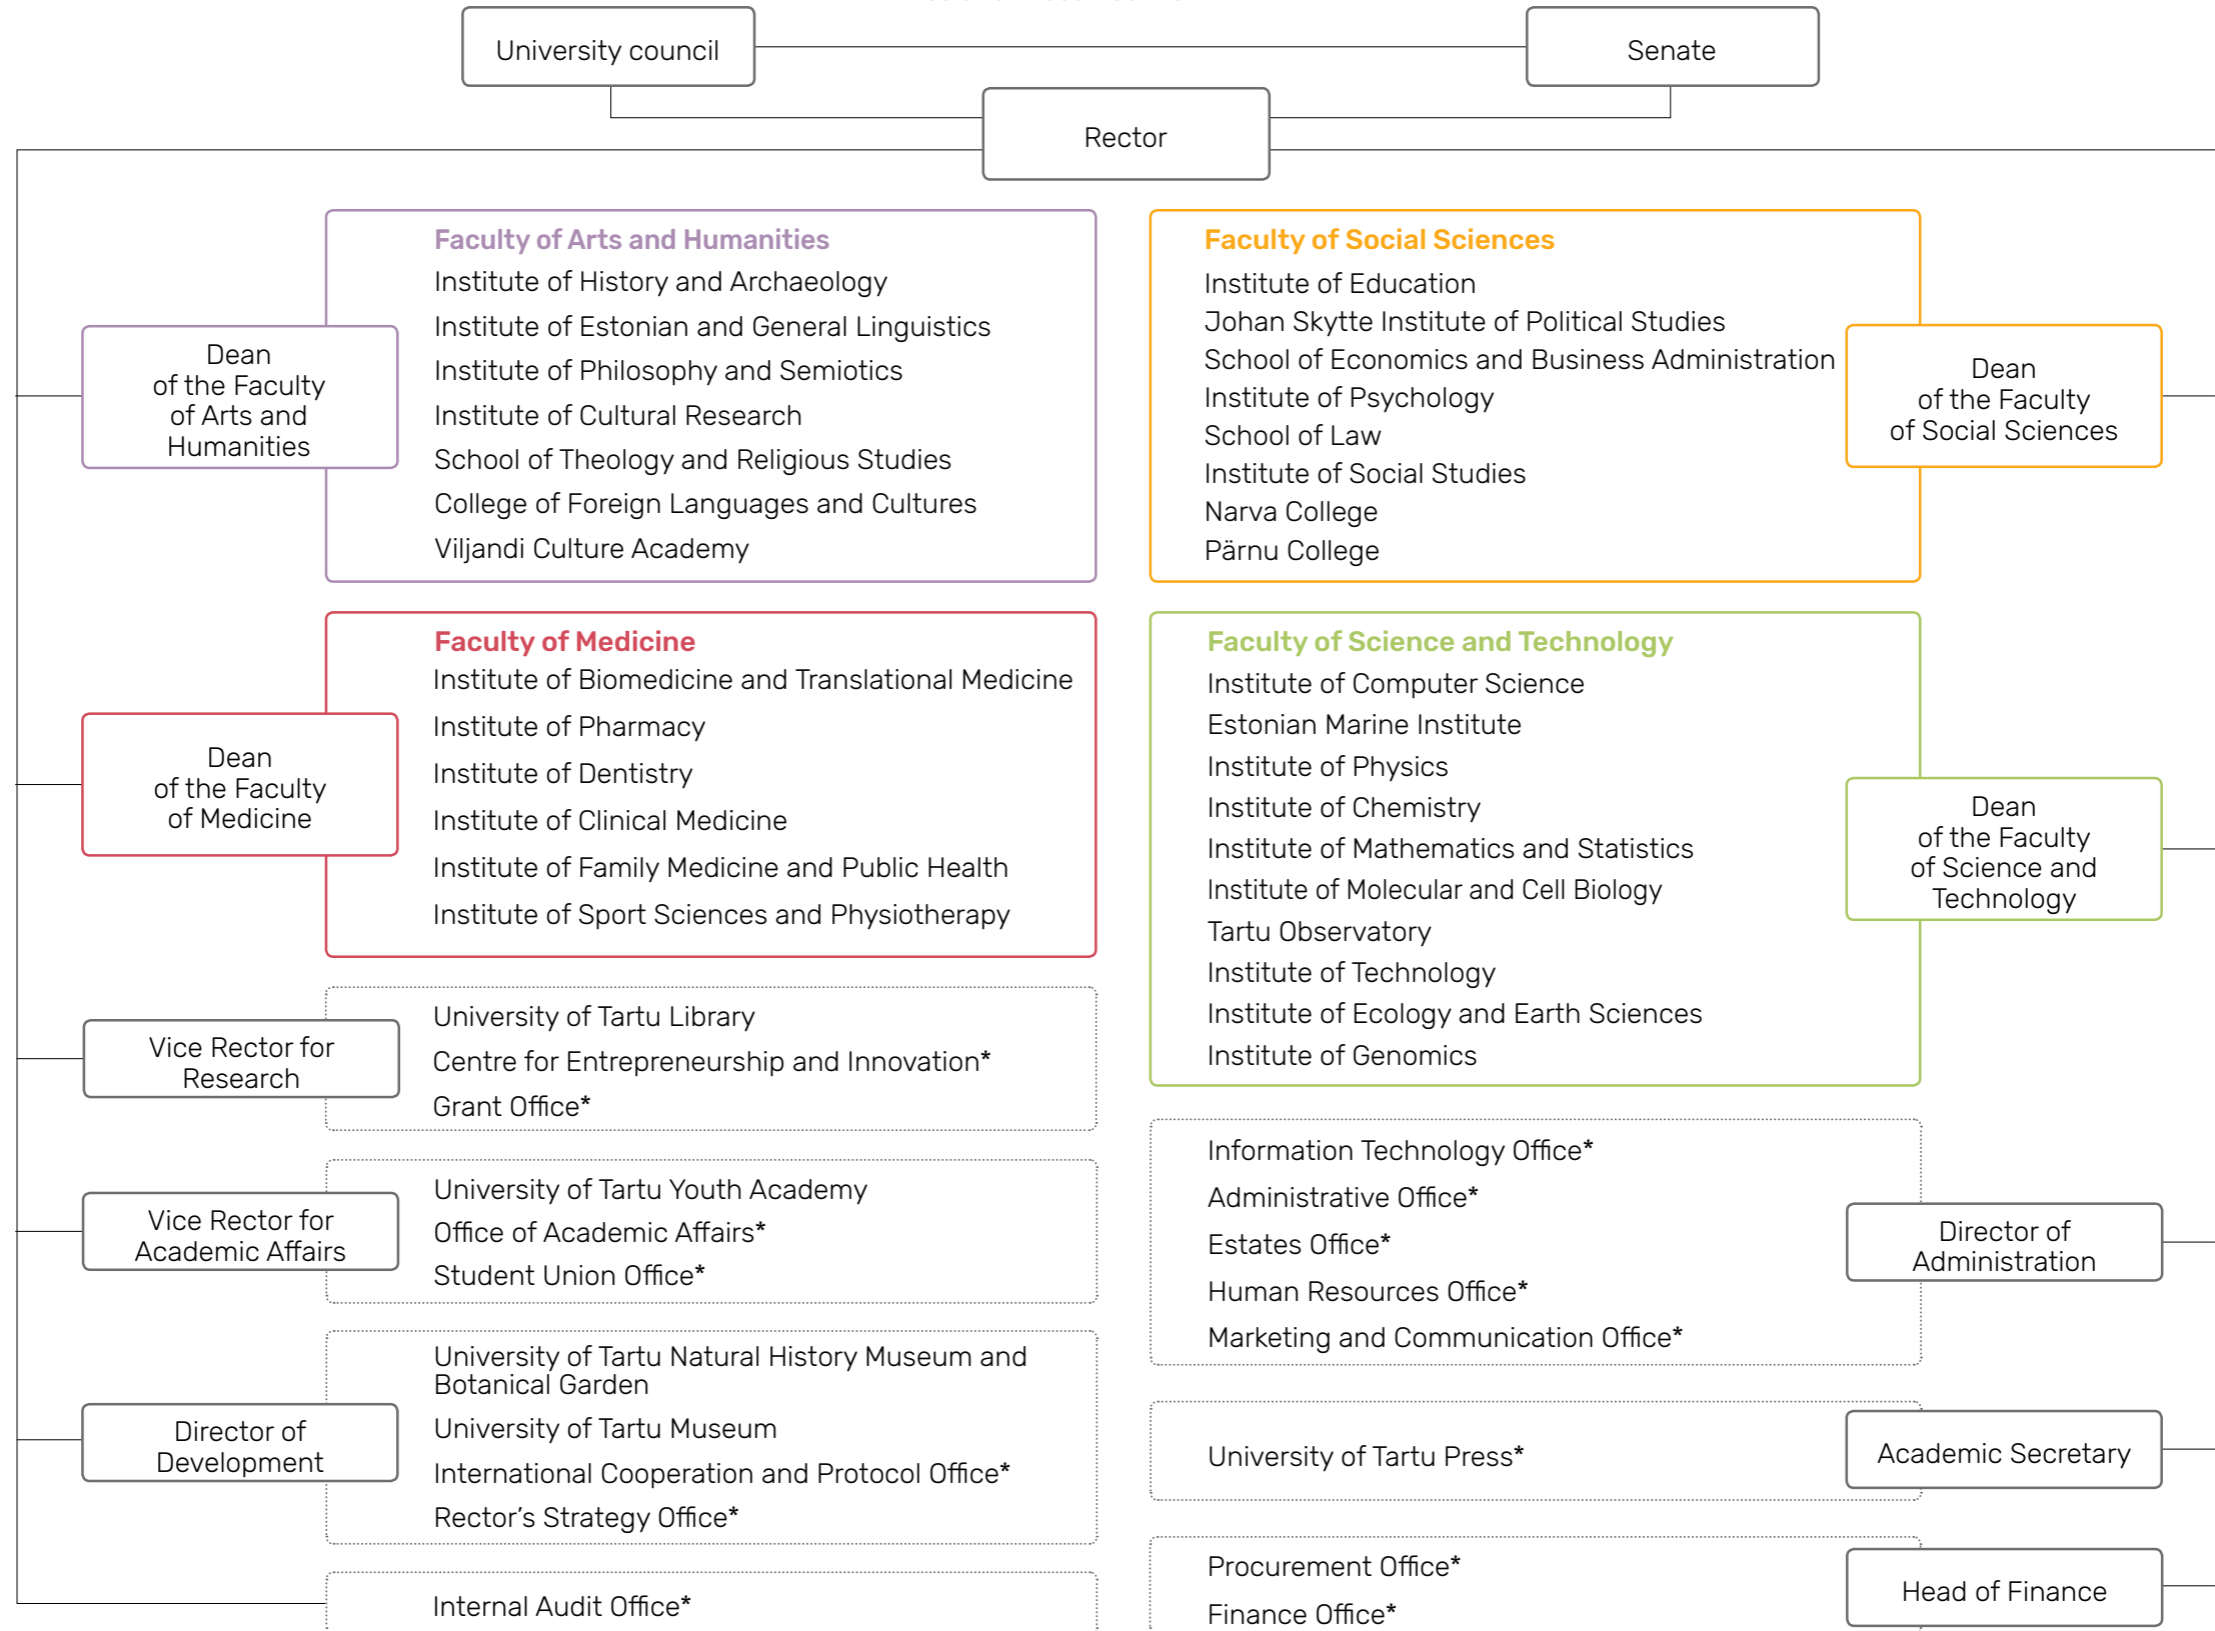 University council
Senate
Rector
Faculty of Arts and Humanities
Institute of History and Archaeology
Institute of Estonian and General Linguistics
Institute of Philosophy and Semiotics
Institute of Cultural Research
School of Theology and Religious Studies
College of Foreign Languages and Cultures
Viljandi Culture Academy
Dean
of the Faculty
of Arts and
Humanities
Faculty of Social Sciences
Institute of Education
Johan Skytte Institute of Political Studies
School of Economics and Business Administration
Institute of Psychology
School of Law
Institute of Social Studies
Narva College
Pärnu College
Dean
of the Faculty
of Social Sciences
Faculty of Medicine
Institute of Biomedicine and Translational Medicine
Institute of Pharmacy
Institute of Dentistry
Institute of Clinical Medicine
Institute of Family Medicine and Public Health
Institute of Sport Sciences and Physiotherapy
Dean
of the Faculty
of Medicine
Faculty of Science and Technology
Institute of Computer Science
Estonian Marine Institute
Institute of Physics
Institute of Chemistry
Institute of Mathematics and Statistics
Institute of Molecular and Cell Biology
Tartu Observatory
Institute of Technology
Institute of Ecology and Earth Sciences
Institute of Genomics
Dean
of the Faculty
of Science and
Technology
Vice Rector for
Research
University of Tartu Library
Centre for Entrepreneurship and Innovation*
Grant Office*
Vice Rector for
Academic Affairs
University of Tartu Youth Academy
Office of Academic Affairs*
Student Union Office*
Information Technology Office*
Administrative Office*
Estates Office*
Human Resources Office*
Marketing and Communication Office*
Director of
Administration
Director of
Development
University of Tartu Natural History Museum and
Botanical Garden
University of Tartu Museum
International Cooperation and Protocol Office*
Rector’s Strategy Office*
University of Tartu Press*
Academic Secretary
Internal Audit Office*
Procurement Office*
Finance Office*
Head of Finance